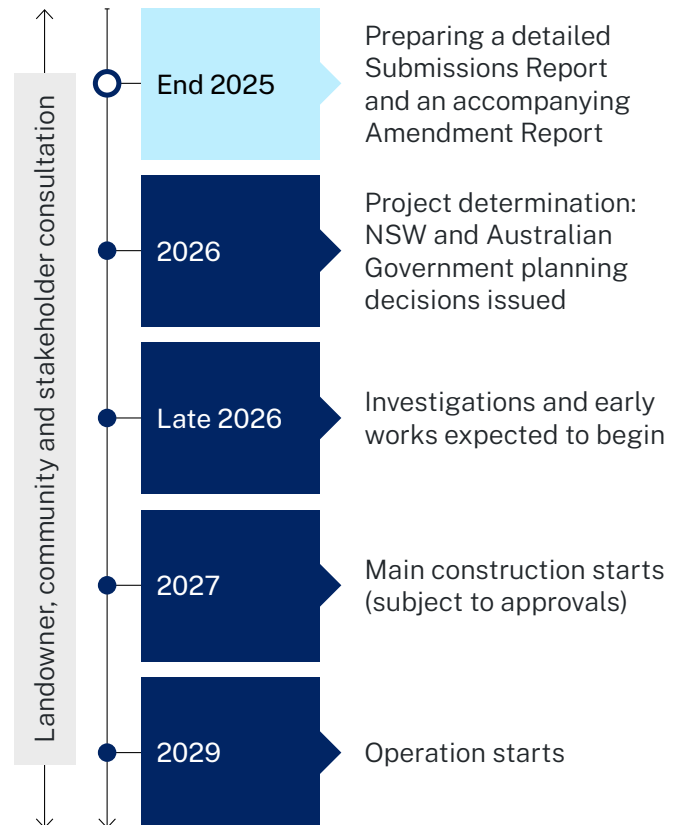 Landowner, community and stakeholder consultation
End 2025
Preparing a detailed
Submissions Report
and an accompanying
Amendment Report
2026
Project determination:
NSW and Australian
Government planning
decisions issued
Late 2026
Investigations and early
works expected to begin
2027
Main construction starts
(subject to approvals)
2029
Operation starts